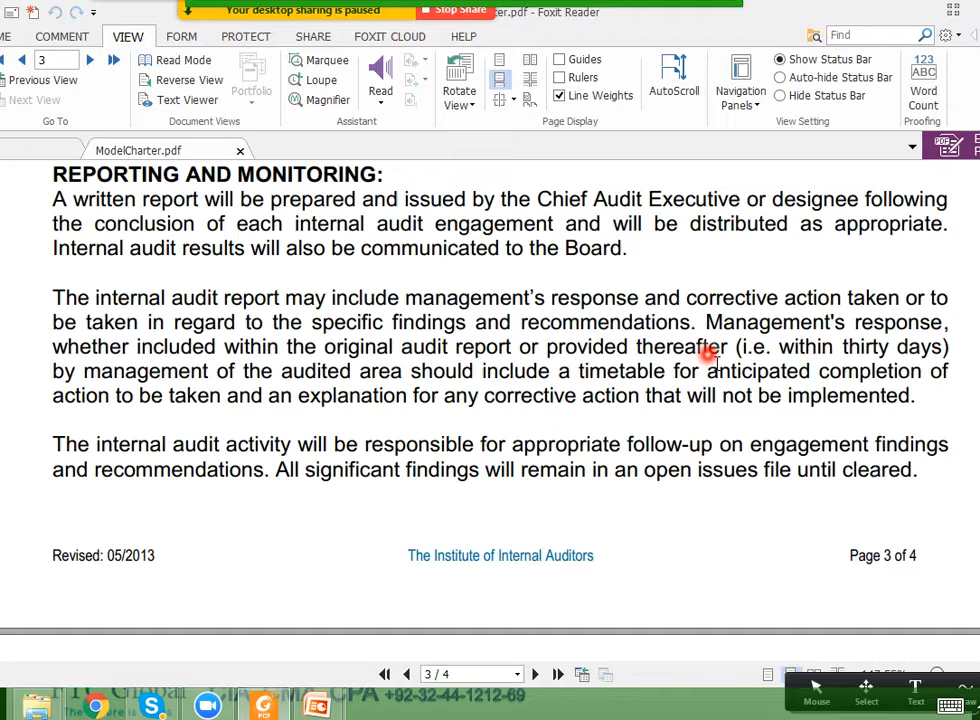 Your desktop sharing is paused Stop Share ter.pdf - Foxit Reader
ME COMMENT VIEW FORM PROTECT SHARE FOXIT CLOUD HELP Find
3
Previous View
Next View
Go To
Read Mode
Reverse View
Text Viewer
Portfolio
Document Views
Marquee
Loupe
Magnifier
Read
Assistant
Rotate View
Guides
Rulers
Line Weights
Page Display
AutoScroll
Navigation Panels
Show Status Bar
Auto-hide Status Bar
Hide Status Bar
View Setting
123 ABC
Word Count
Proofing
ModelCharter.pdf
REPORTING AND MONITORING:
A written report will be prepared and issued by the Chief Audit Executive or designee following
the conclusion of each internal audit engagement and will be distributed as appropriate.
Internal audit results will also be communicated to the Board.
The internal audit report may include management’s response and corrective action taken or to
be taken in regard to the specific findings and recommendations. Management's response,
whether included within the original audit report or provided thereafter (i.e. within thirty days)
by management of the audited area should include a timetable for anticipated completion of
action to be taken and an explanation for any corrective action that will not be implemented.
The internal audit activity will be responsible for appropriate follow-up on engagement findings
and recommendations. All significant findings will remain in an open issues file until cleared.
Revised: 05/2013 The Institute of Internal Auditors Page 3 of 4
3 / 4
Global CIA CMA CPA +92-32-44-1212-69
Mouse Select Text